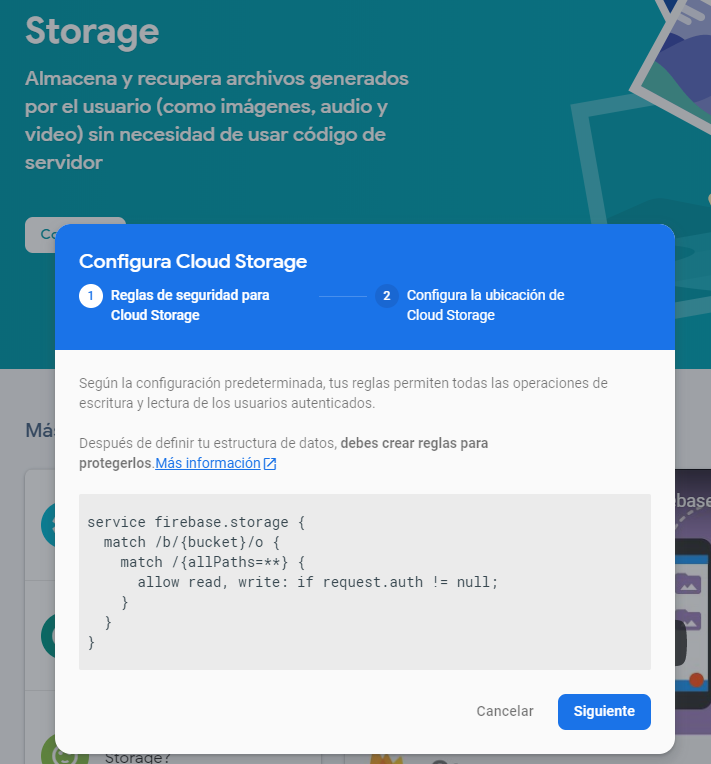 Storage
Almacena y recupera archivos generados
por el usuario (como imágenes, audio y
video) sin necesidad de usar código de
servidor
Configura Cloud Storage
1 Reglas de seguridad para
Cloud Storage
2 Configura la ubicación de
Cloud Storage
Según la configuración predeterminada, tus reglas permiten todas las operaciones de
escritura y lectura de los usuarios autenticados.
Después de definir tu estructura de datos, debes crear reglas para
protegerlos.Más información
service firebase.storage {
  match /b/{bucket}/o {
    match /{allPaths=**} {
      allow read, write: if request.auth != null;
    }
  }
}
Cancelar
Siguiente
Storage?